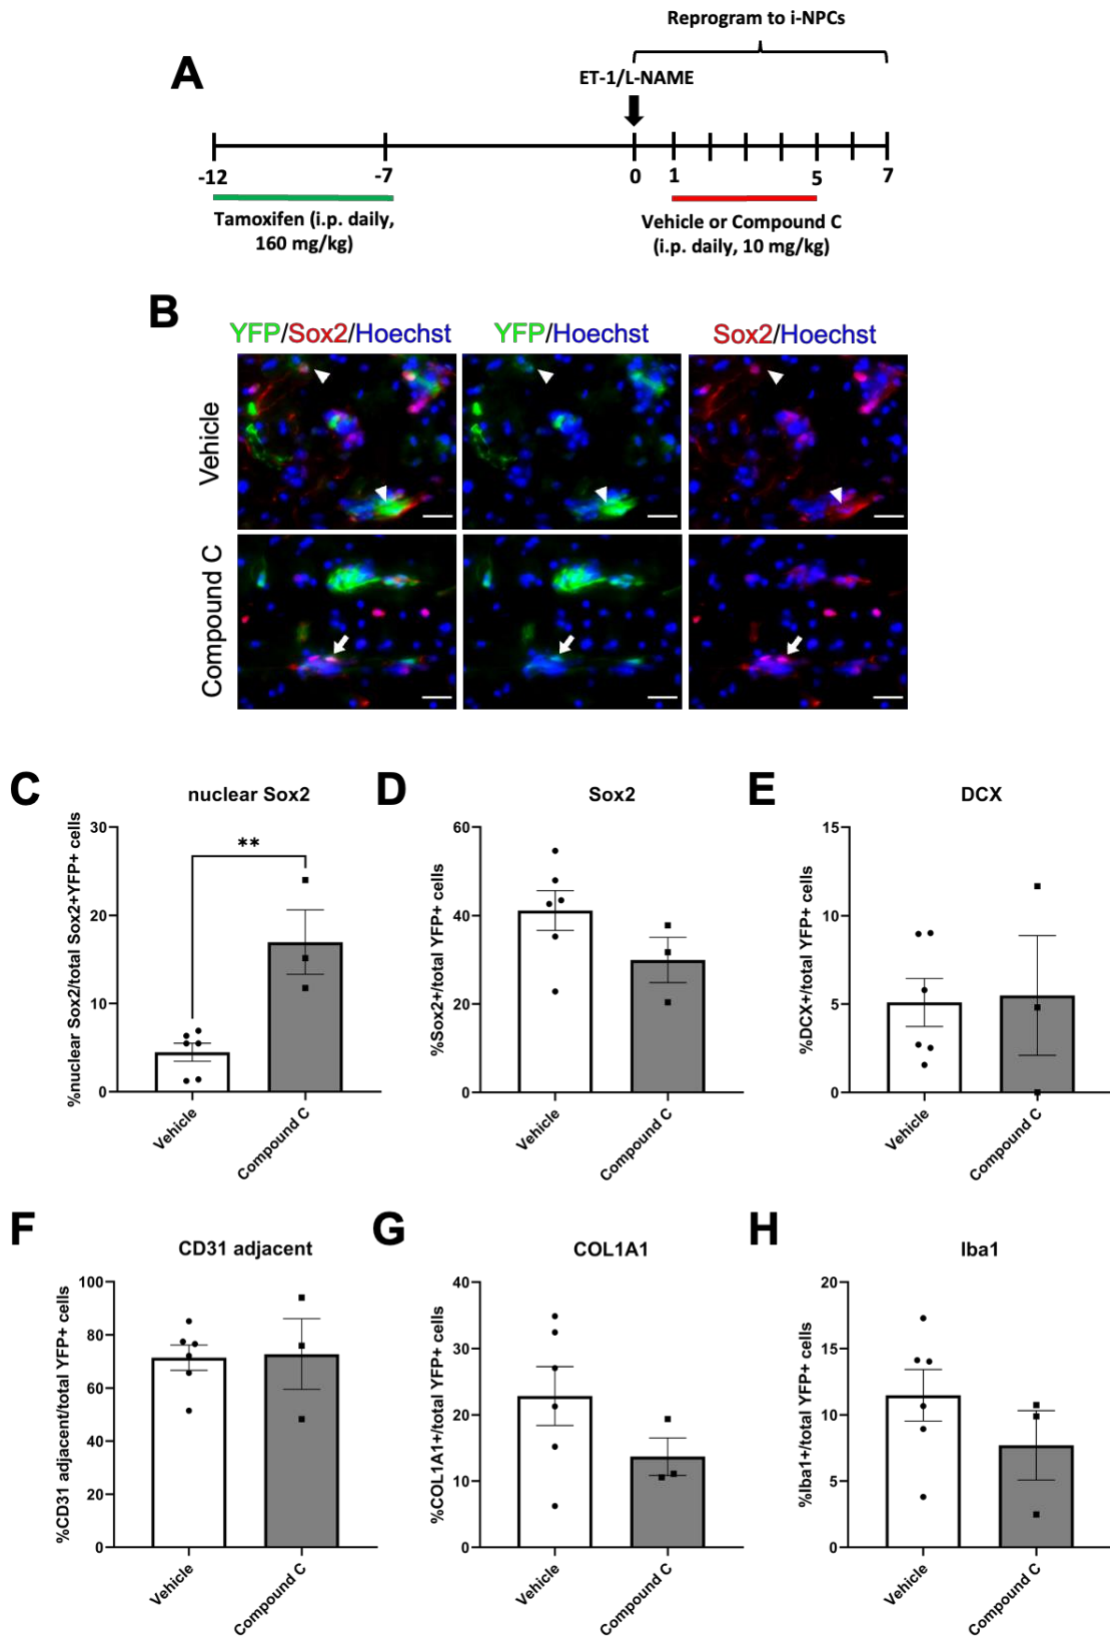 Reprogram to i-NPCs
A
ET-1/L-NAME
-12 -7 0 1 5 7
Tamoxifen (i.p. daily,
160 mg/kg)
Vehicle or Compound C
(i.p. daily, 10 mg/kg)
B
YFP/Sox2/Hoechst YFP/Hoechst Sox2/Hoechst
Vehicle
Compound C
C
nuclear Sox2
%nuclear Sox2/total Sox2+YFP+ cells
30
20
10
0
**
Vehicle
Compound C
D
Sox2
%Sox2+/total YFP+ cells
60
40
20
0
Vehicle
Compound C
E
DCX
%DCX+/total YFP+ cells
15
10
5
0
Vehicle
Compound C
F
CD31 adjacent
%CD31 adjacent/total YFP+ cells
100
80
60
40
20
0
Vehicle
Compound C
G
COL1A1
%COL1A1+/total YFP+ cells
40
30
20
10
0
Vehicle
Compound C
H
Iba1
%Iba1+/total YFP+ cells
20
15
10
5
0
Vehicle
Compound C